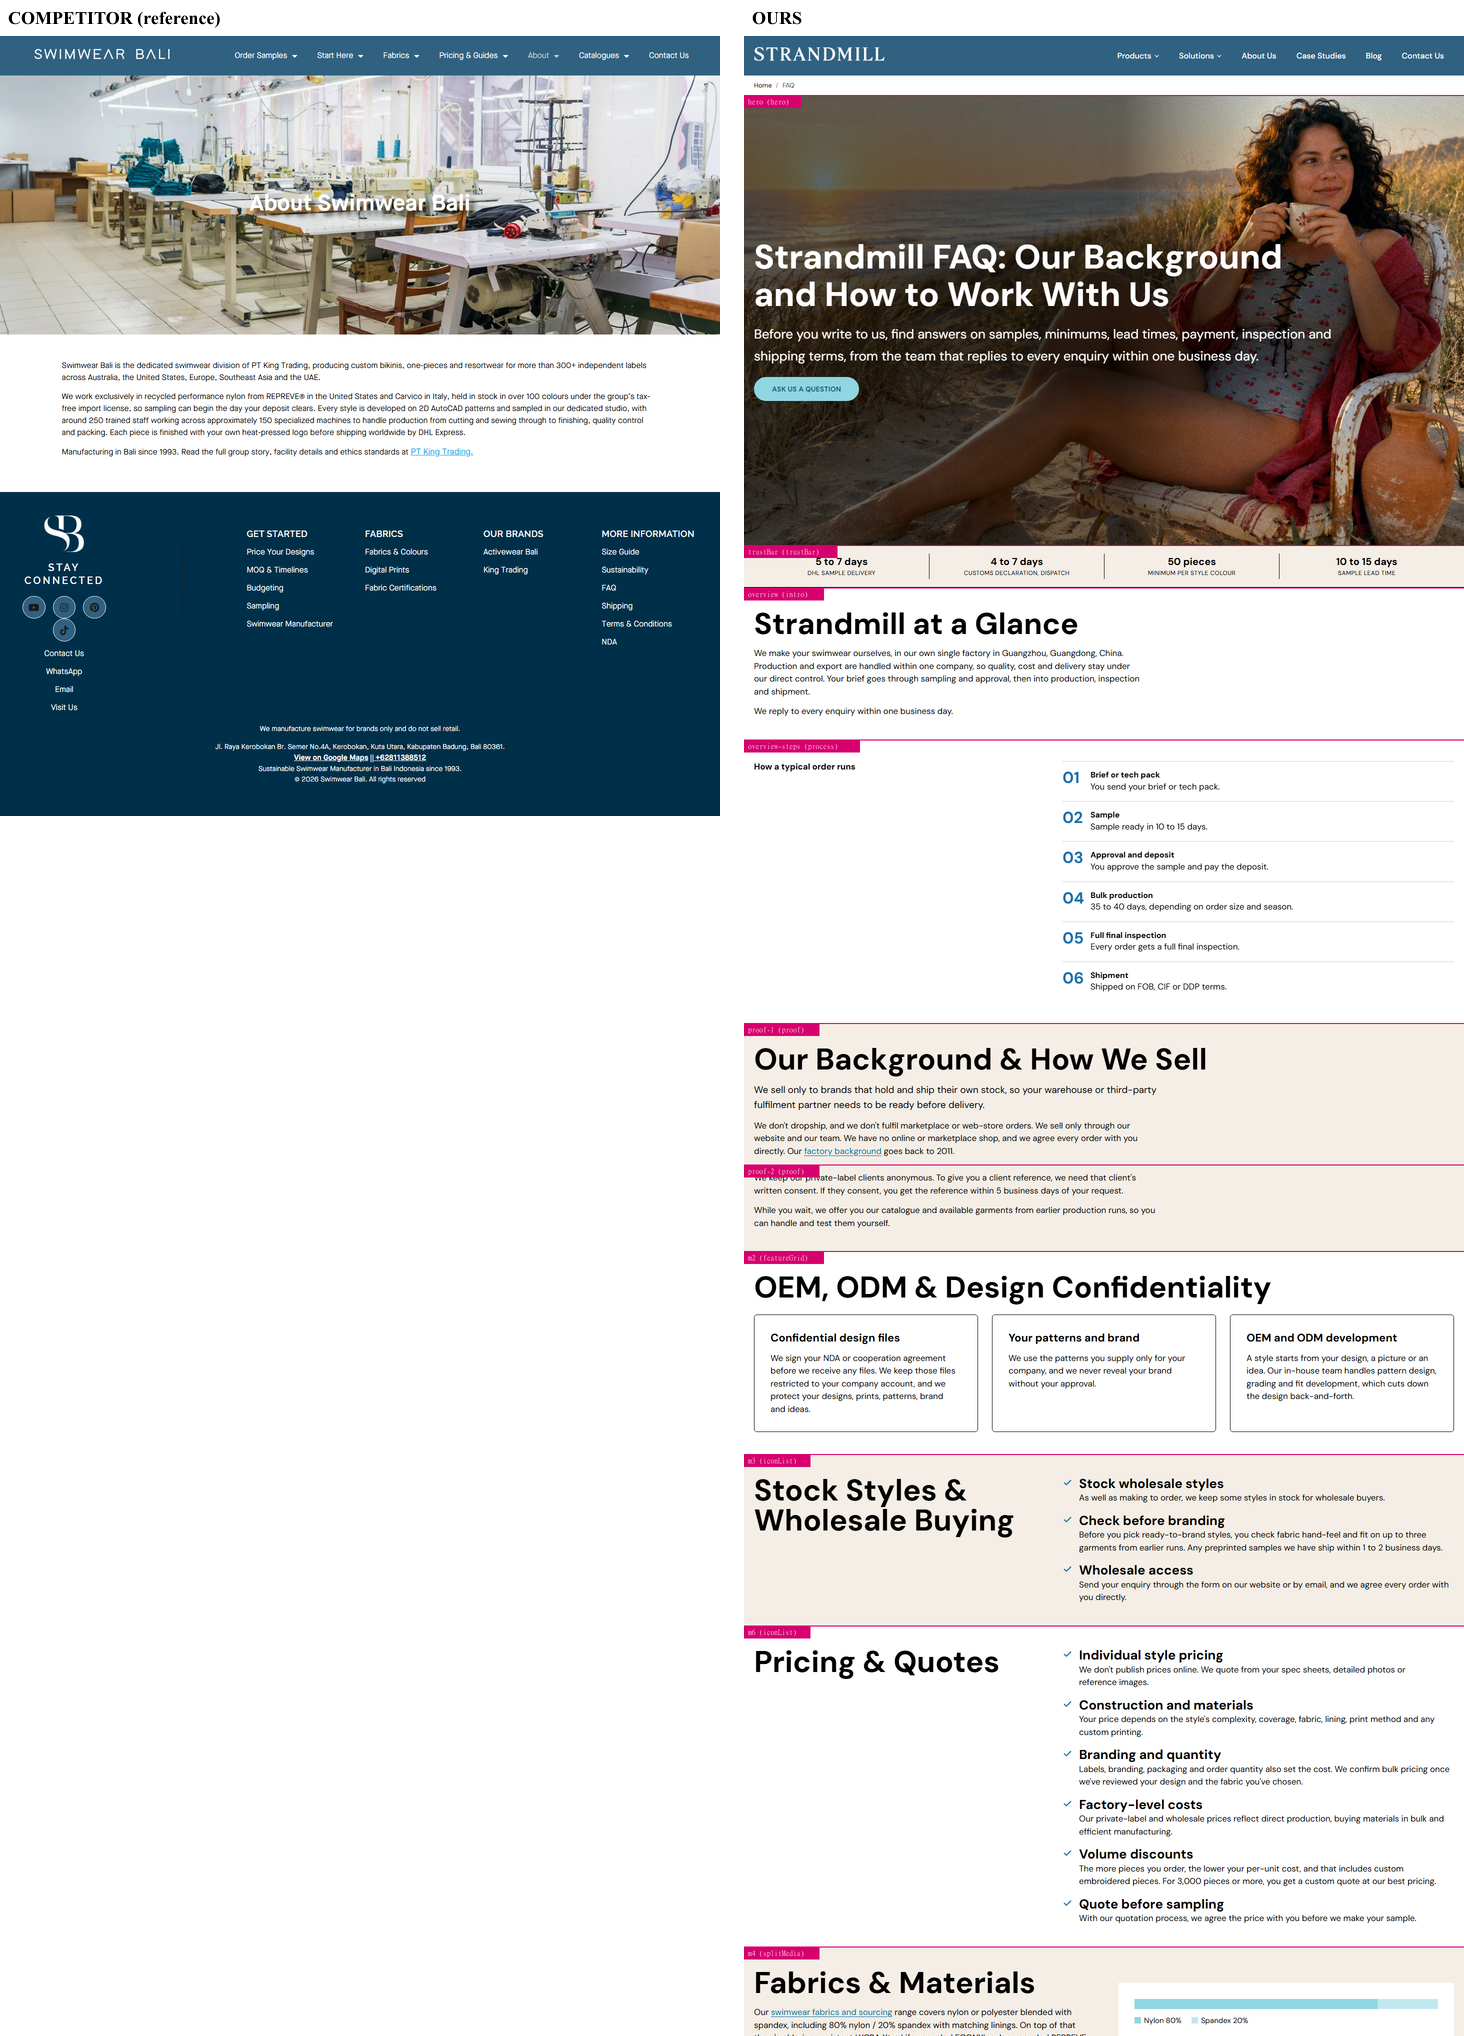 COMPETITOR (reference)
SWIMWEAR BALI
Order Samples
Start Here
Fabrics
Pricing & Guides
About
Catalogues
Contact Us
About Swimwear Bali
Swimwear Bali is the dedicated swimwear division of PT King Trading, producing custom bikinis, one-pieces and resortwear for more than 300+ independent labels
across Australia, the United States, Europe, Southeast Asia and the UAE.
We work exclusively in recycled performance nylon from REPREVE® in the United States and Carvico in Italy, held in stock in over 100 colours under the group's tax-
free import license, so sampling can begin the day your deposit clears. Every style is developed on 2D AutoCAD patterns and sampled in our dedicated studio, with
around 250 trained staff working across approximately 150 specialized machines to handle production from cutting and sewing through to finishing, quality control
and packing. Each piece is finished with your own heat-pressed logo before shipping worldwide by DHL Express.
Manufacturing in Bali since 1993. Read the full group story, facility details and ethics standards at PT King Trading.
STAY
CONNECTED
Contact Us
WhatsApp
Email
Visit Us
GET STARTED
Price Your Designs
MOQ & Timelines
Budgeting
Sampling
Swimwear Manufacturer
FABRICS
Fabrics & Colours
Digital Prints
Fabric Certifications
OUR BRANDS
Activewear Bali
King Trading
MORE INFORMATION
Size Guide
Sustainability
FAQ
Shipping
Terms & Conditions
NDA
We manufacture swimwear for brands only and do not sell retail.
Jl. Raya Kerobokan Br. Semer No.4A, Kerobokan, Kuta Utara, Kabupaten Badung, Bali 80361.
View on Google Maps || +62811388512
Sustainable Swimwear Manufacturer in Bali Indonesia since 1993.
© 2026 Swimwear Bali. All rights reserved
OURS
STRANDMILL
Products
Solutions
About Us
Case Studies
Blog
Contact Us
Home / FAQ
hero (hero)
Strandmill FAQ: Our Background
and How to Work With Us
Before you write to us, find answers on samples, minimums, lead times, payment, inspection and
shipping terms, from the team that replies to every enquiry within one business day.
ASK US A QUESTION
trustBar (trustBar)
5 to 7 days
DHL SAMPLE DELIVERY
4 to 7 days
CUSTOMS DECLARATION, DISPATCH
50 pieces
MINIMUM PER STYLE COLOUR
10 to 15 days
SAMPLE LEAD TIME
overview (intro)
Strandmill at a Glance
We make your swimwear ourselves, in our own single factory in Guangzhou, Guangdong, China.
Production and export are handled within one company, so quality, cost and delivery stay under
our direct control. Your brief goes through sampling and approval, then into production, inspection
and shipment.
We reply to every enquiry within one business day.
overview-steps (process)
How a typical order runs
01
Brief or tech pack
You send your brief or tech pack.
02
Sample
Sample ready in 10 to 15 days.
03
Approval and deposit
You approve the sample and pay the deposit.
04
Bulk production
35 to 40 days, depending on order size and season.
05
Full final inspection
Every order gets a full final inspection.
06
Shipment
Shipped on FOB, CIF or DDP terms.
proof-1 (proof)
Our Background & How We Sell
We sell only to brands that hold and ship their own stock, so your warehouse or third-party
fulfilment partner needs to be ready before delivery.
We don't dropship, and we don't fulfil marketplace or web-store orders. We sell only through our
website and our team. We have no online or marketplace shop, and we agree every order with you
directly. Our factory background goes back to 2011.
proof-2 (proof)
We keep our private-label clients anonymous. To give you a client reference, we need that client's
written consent. If they consent, you get the reference within 5 business days of your request.
While you wait, we offer you our catalogue and available garments from earlier production runs, so you
can handle and test them yourself.
m2 (featureGrid)
OEM, ODM & Design Confidentiality
Confidential design files
We sign your NDA or cooperation agreement
before we receive any files. We keep those files
restricted to your company account, and we
protect your designs, prints, patterns, brand
and ideas.
Your patterns and brand
We use the patterns you supply only for your
company, and we never reveal your brand
without your approval.
OEM and ODM development
A style starts from your design, a picture or an
idea. Our in-house team handles pattern design,
grading and fit development, which cuts down
the design back-and-forth.
m3 (iconList)
Stock Styles &
Wholesale Buying
Stock wholesale styles
As well as making to order, we keep some styles in stock for wholesale buyers.
Check before branding
Before you pick ready-to-brand styles, you check fabric hand-feel and fit on up to three
garments from earlier runs. Any preprinted samples we have ship within 1 to 2 business days.
Wholesale access
Send your enquiry through the form on our website or by email, and we agree every order with
you directly.
m6 (iconList)
Pricing & Quotes
Individual style pricing
We don't publish prices online. We quote from your spec sheets, detailed photos or
reference images.
Construction and materials
Your price depends on the style's complexity, coverage, fabric, lining, print method and any
custom printing.
Branding and quantity
Labels, branding, packaging and order quantity also set the cost. We confirm bulk pricing once
we've reviewed your design and the fabric you've chosen.
Factory-level costs
Our private-label and wholesale prices reflect direct production, buying materials in bulk and
efficient manufacturing.
Volume discounts
The more pieces you order, the lower your per-unit cost, and that includes custom
embroidered pieces. For 3,000 pieces or more, you get a custom quote at our best pricing.
Quote before sampling
With our quotation process, we agree the price with you before we make your sample.
m4 (splitMedia)
Fabrics & Materials
Our swimwear fabrics and sourcing range covers nylon or polyester blended with
spandex, including 80% nylon / 20% spandex with matching linings. On top of that
Nylon 80%
Spandex 20%